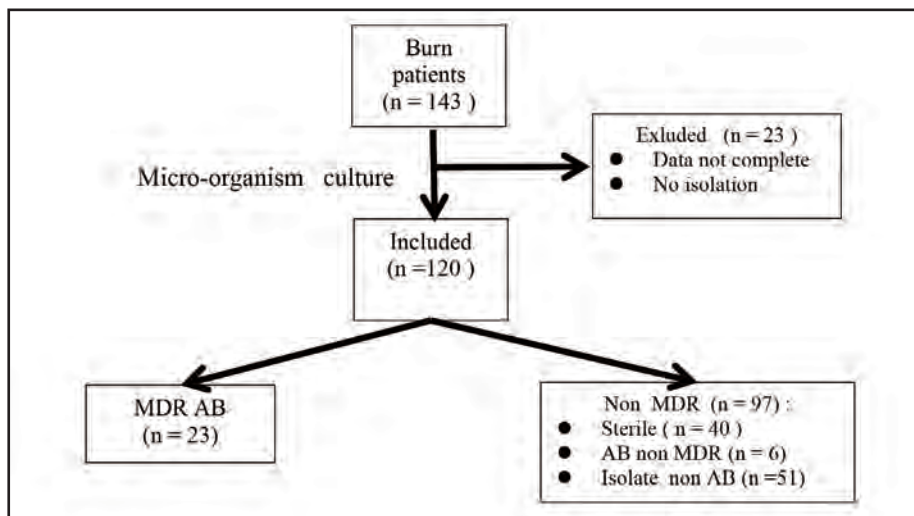 Burn
patients
(n = 143 )
Exluded (n = 23 )
● Data not complete
● No isolation
Micro-organism culture
Included
(n =120 )
MDR AB
(n = 23)
Non MDR (n = 97) :
● Sterile ( n = 40 )
● AB non MDR (n = 6)
● Isolate non AB (n =51)